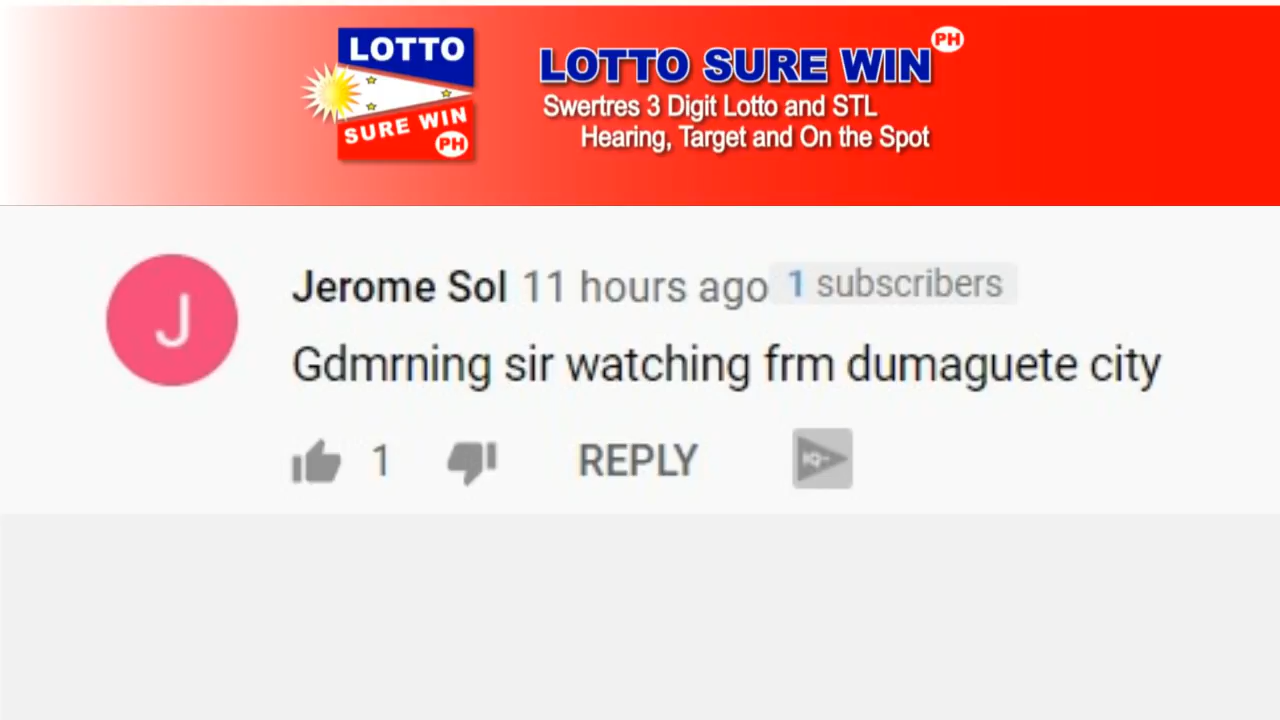 LOTTO
SURE WIN
PH
LOTTO SURE WIN PH
Swertres 3 Digit Lotto and STL
Hearing, Target and On the Spot
J
Jerome Sol 11 hours ago 1 subscribers
Gdmrning sir watching frm dumaguete city
1 REPLY IQ-